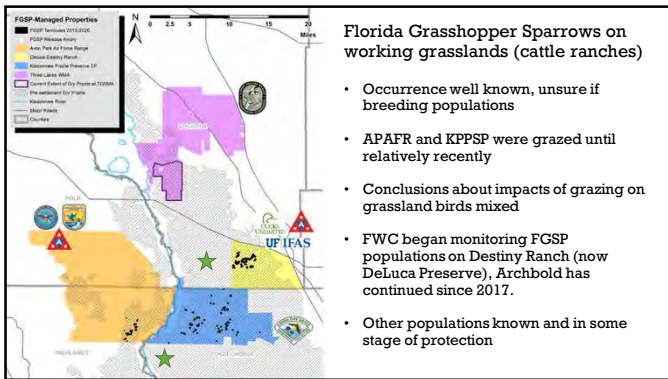 FGSP-Managed Properties
FGSP Territories 2015-2020
FGSP Release Aviary
Avon Park Air Force Range
DeLuca Destiny Ranch
Kissimmee Prairie Preserve SP
Three Lakes WMA
Current Extent of Dry Prairie at TLWMA
Pre-settlement Dry Prairie
Kissimmee River
Major Roads
Counties
N
0 2.5 5 10 15 20
Miles
OSCEOLA
POLK
DUCKS
UNLIMITED
UF IFAS
HIGHLANDS
OKEECHOBEE
Florida Grasshopper Sparrows on
working grasslands (cattle ranches)
• Occurrence well known, unsure if
breeding populations
• APAFR and KPPSP were grazed until
relatively recently
• Conclusions about impacts of grazing on
grassland birds mixed
• FWC began monitoring FGSP
populations on Destiny Ranch (now
DeLuca Preserve), Archbold has
continued since 2017.
• Other populations known and in some
stage of protection